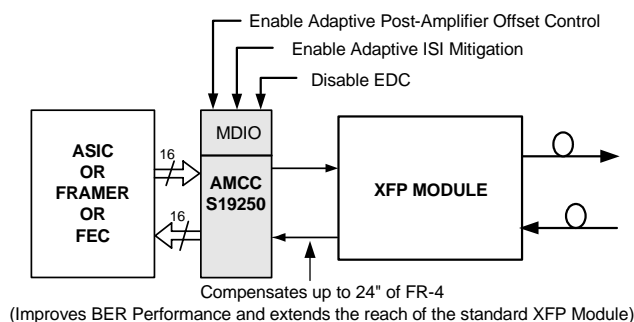 Enable Adaptive Post-Amplifier Offset Control
Enable Adaptive ISI Mitigation
Disable EDC
MDIO
ASIC
OR
FRAMER
OR
FEC
16
16
AMCC
S19250
XFP MODULE
Compensates up to 24" of FR-4
(Improves BER Performance and extends the reach of the standard XFP Module)